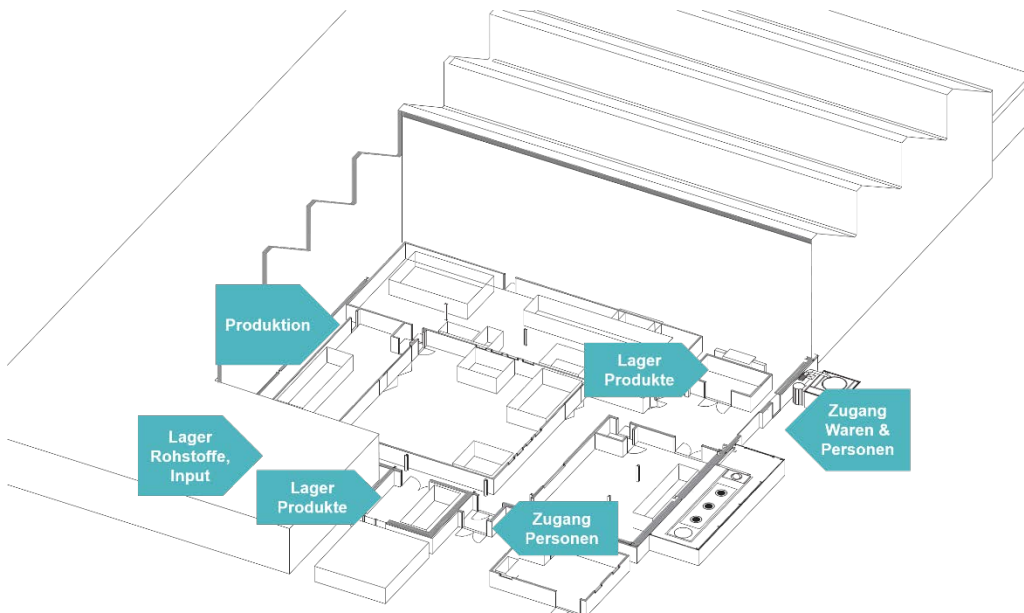 Produktion
Lager
Produkte
Zugang
Waren &
Personen
Lager
Rohstoffe,
Input
Lager
Produkte
Zugang
Personen